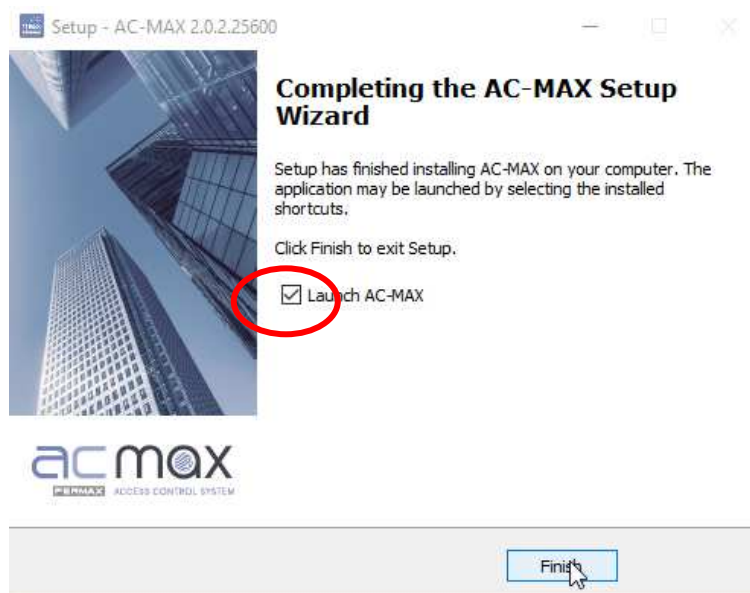 Setup - AC-MAX 2.0.2.25600
Completing the AC-MAX Setup
Wizard
Setup has finished installing AC-MAX on your computer. The
application may be launched by selecting the installed
shortcuts.
Click Finish to exit Setup.
Launch AC-MAX
acmax
FERMAX ACCESS CONTROL SYSTEM
Finish